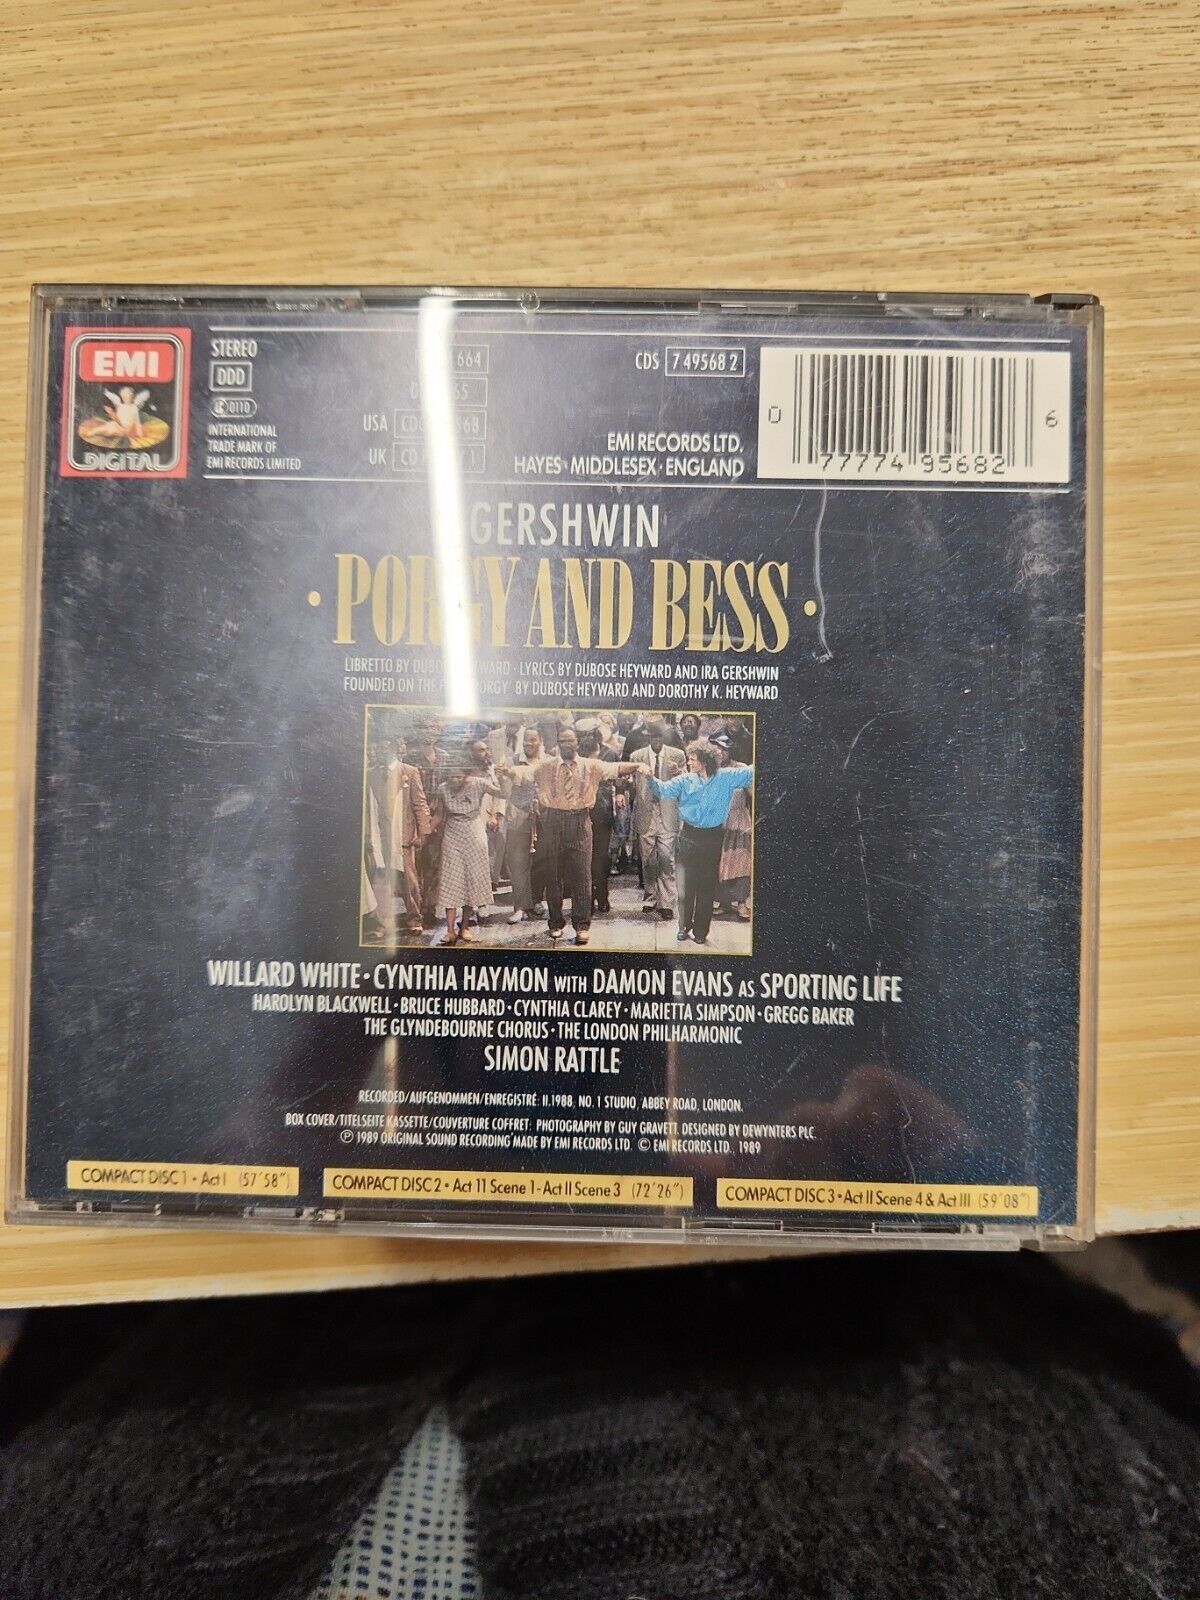 EMI
DIGITAL
STEREO
DDD
0110
INTERNATIONAL
TRADE MARK OF
EMI RECORDS LIMITED
664
USA
UK
CDS 7 49568 2
EMI RECORDS LTD.
HAYES · MIDDLESEX · ENGLAND
0 77774 95682 6
GERSHWIN
· PORGY AND BESS ·
LIBRETTO BY · LYRICS BY DUBOSE HEYWARD AND IRA GERSHWIN
FOUNDED ON THE BY DUBOSE HEYWARD AND DOROTHY K. HEYWARD
WILLARD WHITE · CYNTHIA HAYMON WITH DAMON EVANS AS SPORTING LIFE
HAROLYN BLACKWELL · BRUCE HUBBARD · CYNTHIA CLAREY · MARIETTA SIMPSON · GREGG BAKER
THE GLYNDEBOURNE CHORUS · THE LONDON PHILHARMONIC
SIMON RATTLE
RECORDED/AUFGENOMMEN/ENREGISTRÉ: II.1988, NO. 1 STUDIO, ABBEY ROAD, LONDON.
BOX COVER/TITELSEITE KASSETTE/COUVERTURE COFFRET: PHOTOGRAPHY BY GUY GRAVETT. DESIGNED BY DEWYNTERS PLC.
℗ 1989 ORIGINAL SOUND RECORDING MADE BY EMI RECORDS LTD. © EMI RECORDS LTD., 1989
COMPACT DISC 1 · Act I (57'58")
COMPACT DISC 2 · Act 11 Scene 1 - Act II Scene 3 (72'26")
COMPACT DISC 3 · Act II Scene 4 & Act III (59'08")